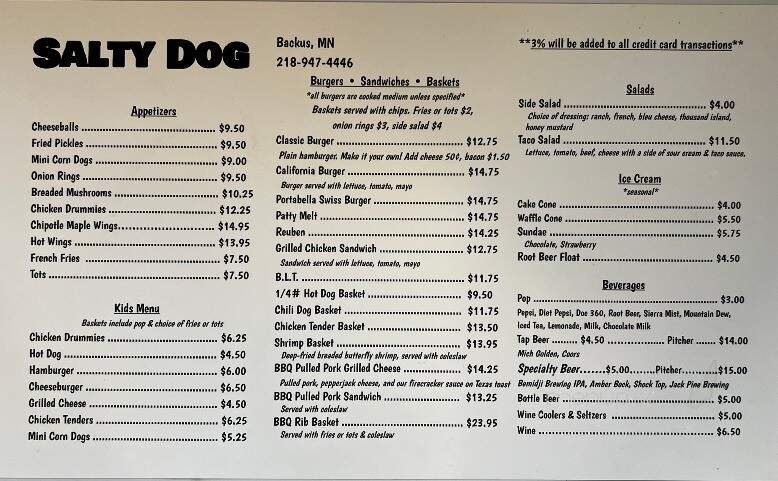 SALTY DOG
Backus, MN
218-947-4446
**3% will be added to all credit card transactions**
Appetizers
Cheeseballs $9.50
Fried Pickles $9.50
Mini Corn Dogs $9.00
Onion Rings $9.50
Breaded Mushrooms $10.25
Chicken Drummies $12.25
Chipotle Maple Wings $14.95
Hot Wings $13.95
French Fries $7.50
Tots $7.50
Kids Menu
Baskets include pop & choice of fries or tots
Chicken Drummies $6.25
Hot Dog $4.50
Hamburger $6.00
Cheeseburger $6.50
Grilled Cheese $4.50
Chicken Tenders $6.25
Mini Corn Dogs $5.25
Burgers • Sandwiches • Baskets
*all burgers are cooked medium unless specified*
Baskets served with chips. Fries or tots $2,
onion rings $3, side salad $4
Classic Burger $12.75
Plain hamburger. Make it your own! Add cheese 50¢, bacon $1.50
California Burger $14.75
Burger served with lettuce, tomato, mayo
Portabella Swiss Burger $14.75
Patty Melt $14.75
Reuben $14.25
Grilled Chicken Sandwich $12.75
Sandwich served with lettuce, tomato, mayo
B.L.T. $11.75
1/4# Hot Dog Basket $9.50
Chili Dog Basket $11.75
Chicken Tender Basket $13.50
Shrimp Basket $13.95
Deep-fried breaded butterfly shrimp, served with coleslaw
BBQ Pulled Pork Grilled Cheese $14.25
Pulled pork, pepperjack cheese, and our firecracker sauce on Texas toast
BBQ Pulled Pork Sandwich $13.25
Served with coleslaw
BBQ Rib Basket $23.95
Served with fries or tots & coleslaw
Salads
Side Salad $4.00
Choice of dressing: ranch, french, bleu cheese, thousand island,
honey mustard
Taco Salad $11.50
Lettuce, tomato, beef, cheese with a side of sour cream & taco sauce.
Ice Cream
*seasonal*
Cake Cone $4.00
Waffle Cone $5.50
Sundae $5.75
Chocolate, Strawberry
Root Beer Float $4.50
Beverages
Pop $3.00
Pepsi, Diet Pepsi, Doc 360, Root Beer, Sierra Mist, Mountain Dew,
Iced Tea, Lemonade, Milk, Chocolate Milk
Tap Beer $4.50 Pitcher $14.00
Mich Golden, Coors
Specialty Beer $5.00 Pitcher $15.00
Bemidji Brewing IPA, Amber Bock, Shock Top, Jack Pine Brewing
Bottle Beer $5.00
Wine Coolers & Seltzers $5.00
Wine $6.50